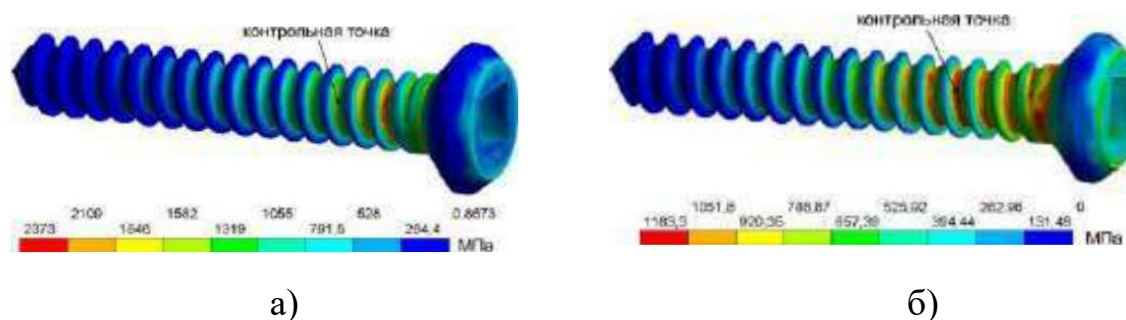 контрольная точка
2109 1582 1055 528 0.8673
2373 1846 1319 791,5 264,4
МПа
а)
контрольная точка
1051,8 788,87 525,92 262,96 0
1183,3 920,35 657,39 394,44 131,48
МПа
б)